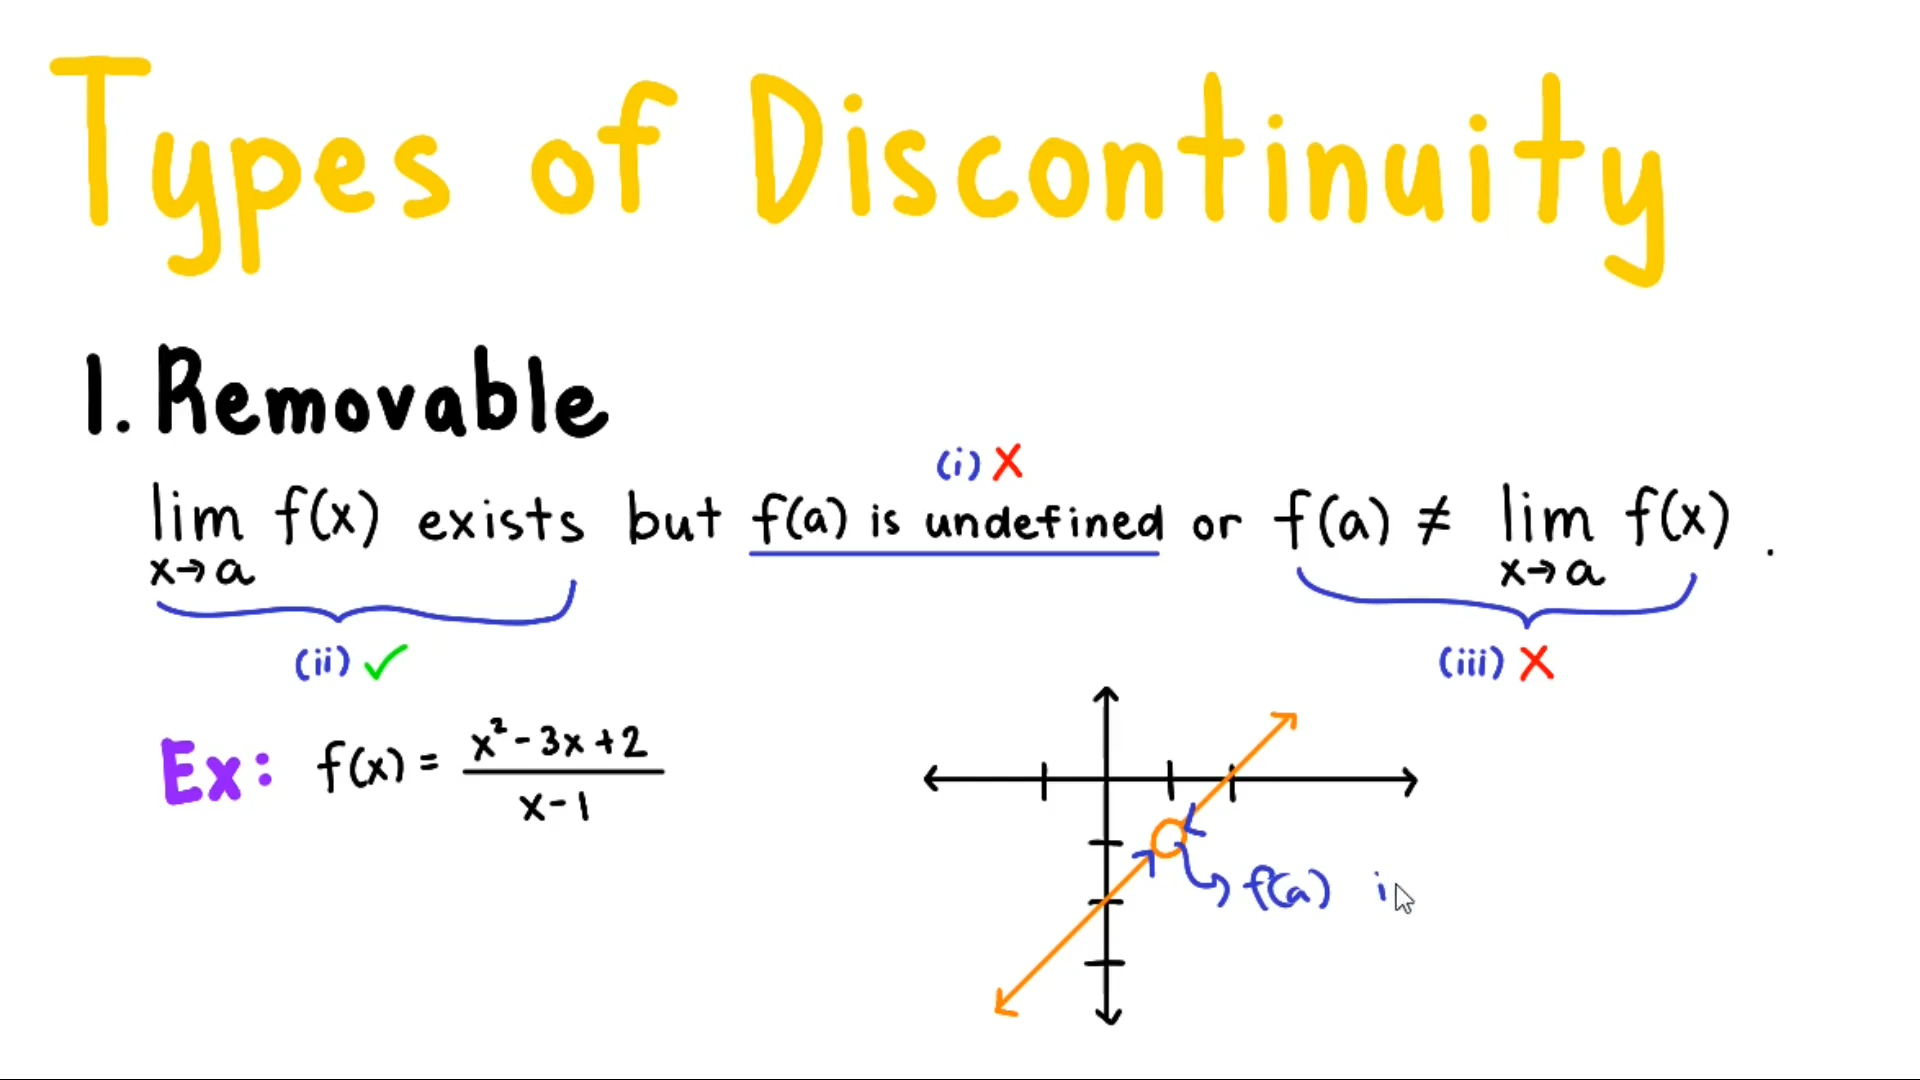 Types of Discontinuity
1. Removable
(i) X
lim f(x) exists but f(a) is undefined or f(a) ≠ lim f(x) .
x→a x→a
(ii) ✓ (iii) X
Ex: f(x) = x²-3x+2
x-1
f(a) i